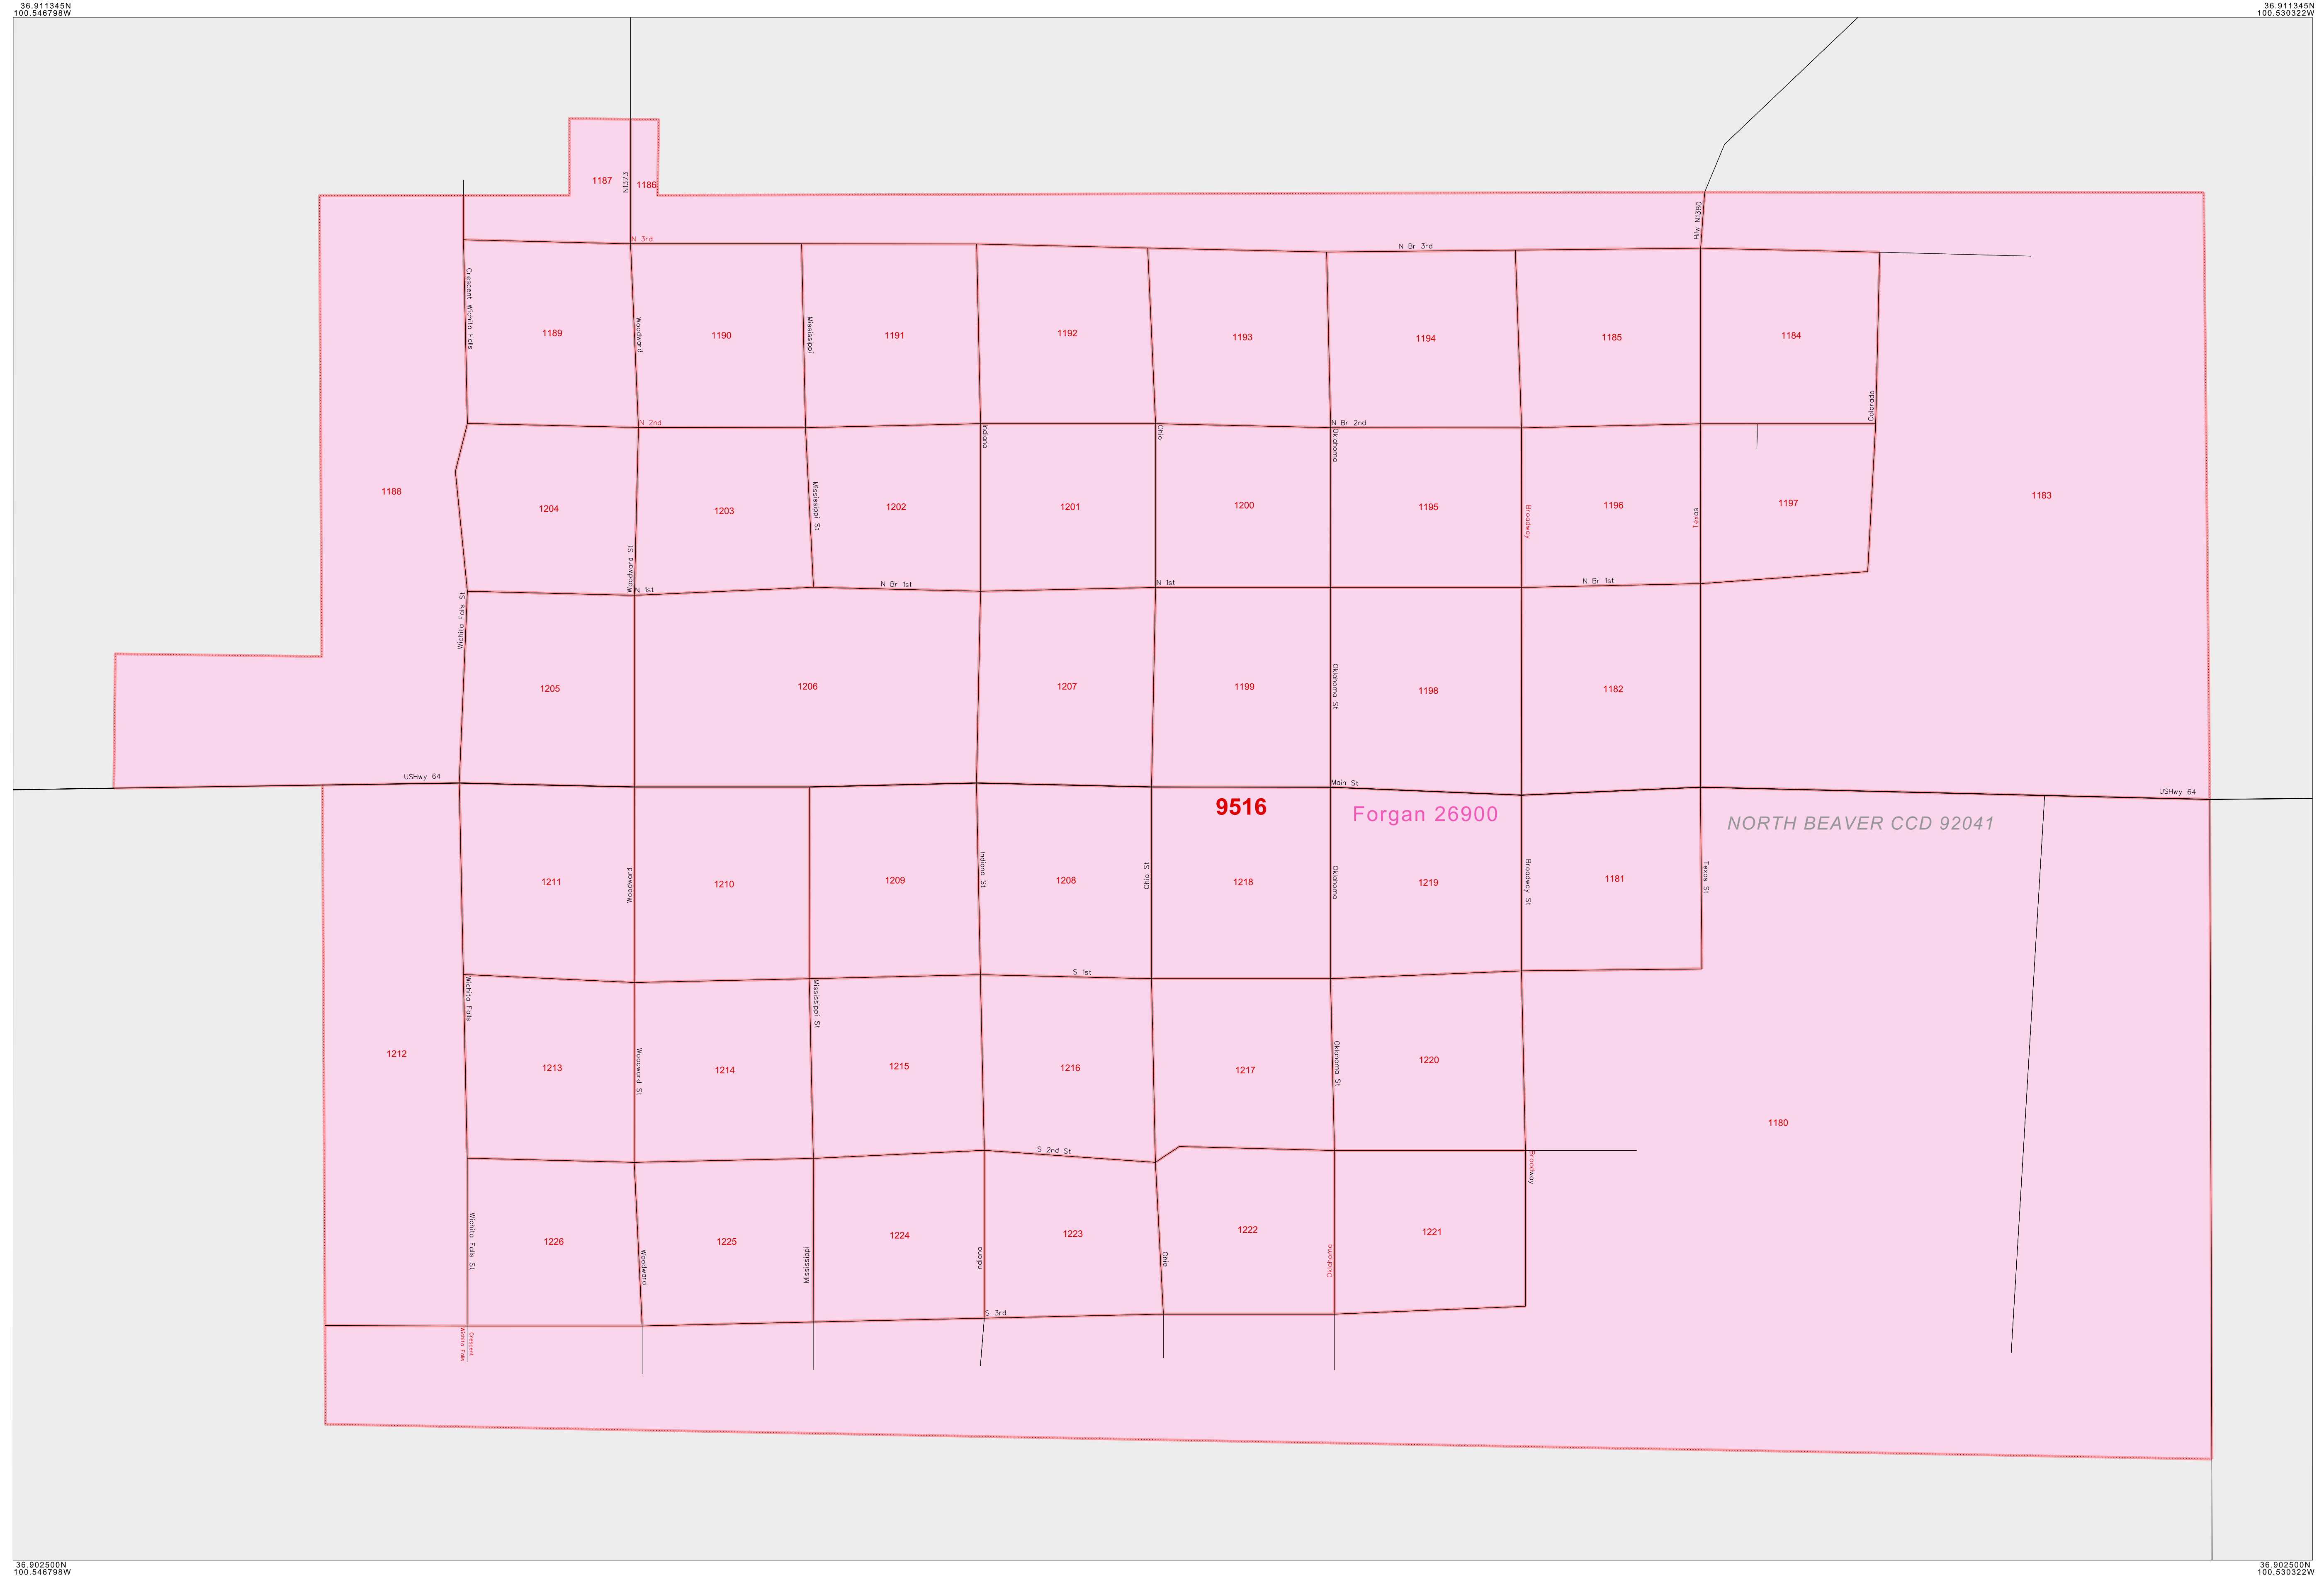 36.911345N
100.546798W
36.911345N
100.530322W
1187
N1373
1186
Hlw N1380
N 3rd
N Br 3rd
Crescent Wichita Falls
1189
Woodward
1190
Mississippi
1191
1192
1193
1194
1185
1184
Colorado
N 2nd
Indiana
Ohio
N Br 2nd
Oklahoma
1188
1204
1203
Mississippi St
1202
1201
1200
1195
Broadway
1196
Texas
1197
1183
Woodward St
N 1st
N Br 1st
N 1st
N Br 1st
Wichita Falls St
1205
1206
1207
1199
Oklahoma St
1198
1182
USHwy 64
Main St
USHwy 64
9516
Forgan 26900
NORTH BEAVER CCD 92041
1211
Woodward
1210
1209
Indiana St
1208
Ohio St
1218
Oklahoma
1219
Broadway St
1181
Texas St
Wichita Falls
S 1st
Mississippi St
1212
1213
Woodward St
1214
1215
1216
1217
Oklahoma St
1220
1180
S 2nd St
Broadway
Wichita Falls St
1226
Woodward
1225
Mississippi
1224
Indiana
1223
Ohio
1222
Oklahoma
1221
S 3rd
Wichita Falls
Crescent
36.902500N
100.546798W
36.902500N
100.530322W